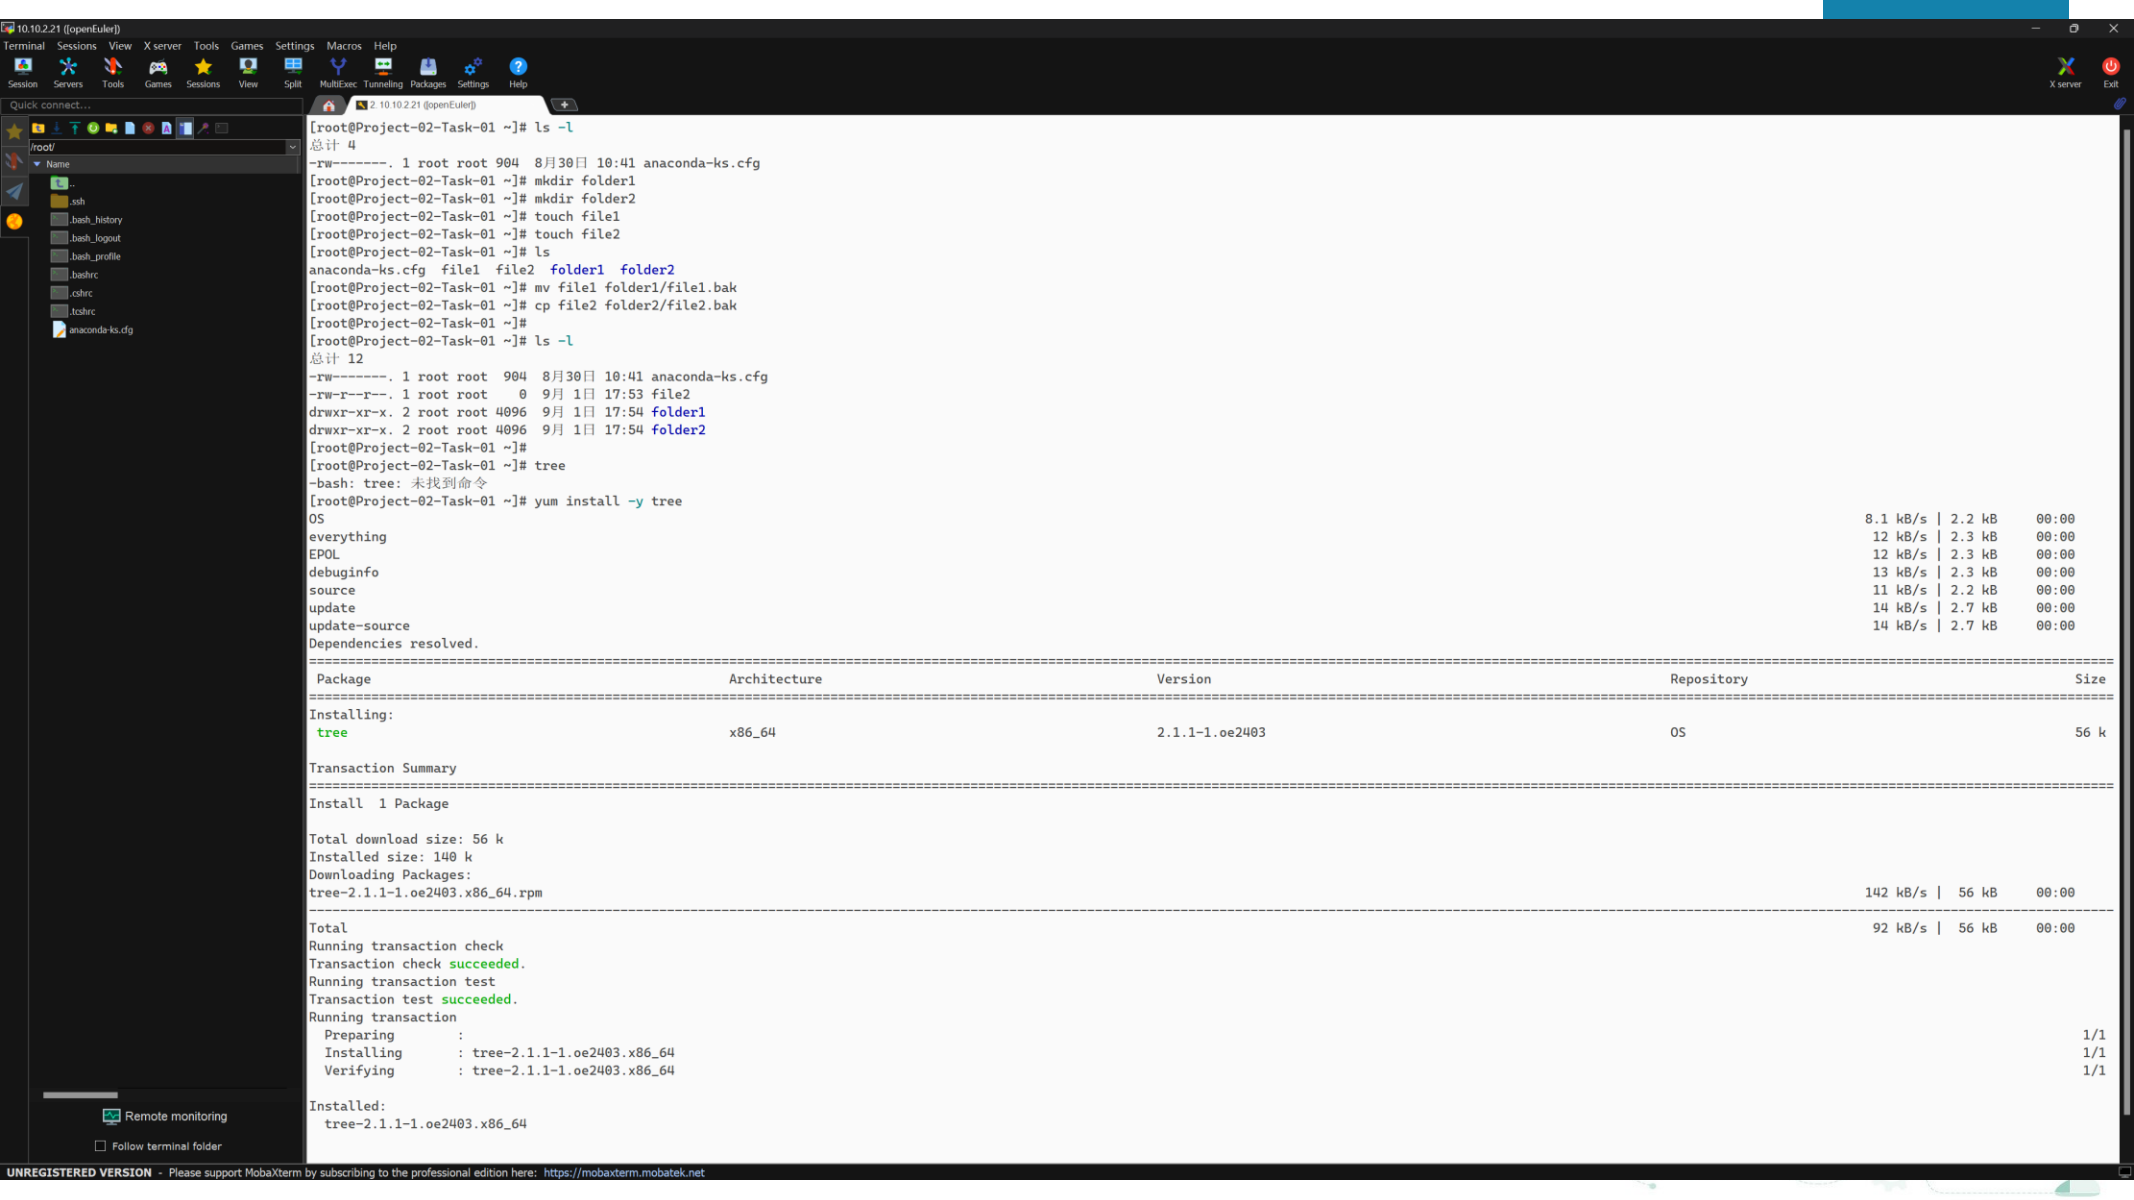 10.10.2.21 ([openEuler])
Terminal Sessions View X server Tools Games Settings Macros Help
Session Servers Tools Games Sessions View Split MultiExec Tunneling Packages Settings Help X server Exit
Quick connect...
2. 10.10.2.21 ([openEuler])
/root/
Name
..
.ssh
.bash_history
.bash_logout
.bash_profile
.bashrc
.cshrc
.tcshrc
anaconda-ks.cfg
Remote monitoring
Follow terminal folder
[root@Project-02-Task-01 ~]# ls -l
总计 4
-rw-------. 1 root root 904  8月30日 10:41 anaconda-ks.cfg
[root@Project-02-Task-01 ~]# mkdir folder1
[root@Project-02-Task-01 ~]# mkdir folder2
[root@Project-02-Task-01 ~]# touch file1
[root@Project-02-Task-01 ~]# touch file2
[root@Project-02-Task-01 ~]# ls
anaconda-ks.cfg  file1  file2  folder1  folder2
[root@Project-02-Task-01 ~]# mv file1 folder1/file1.bak
[root@Project-02-Task-01 ~]# cp file2 folder2/file2.bak
[root@Project-02-Task-01 ~]#
[root@Project-02-Task-01 ~]# ls -l
总计 12
-rw-------. 1 root root  904  8月30日 10:41 anaconda-ks.cfg
-rw-r--r--. 1 root root    0  9月 1日 17:53 file2
drwxr-xr-x. 2 root root 4096  9月 1日 17:54 folder1
drwxr-xr-x. 2 root root 4096  9月 1日 17:54 folder2
[root@Project-02-Task-01 ~]#
[root@Project-02-Task-01 ~]# tree
-bash: tree: 未找到命令
[root@Project-02-Task-01 ~]# yum install -y tree
OS 8.1 kB/s | 2.2 kB 00:00
everything 12 kB/s | 2.3 kB 00:00
EPOL 12 kB/s | 2.3 kB 00:00
debuginfo 13 kB/s | 2.3 kB 00:00
source 11 kB/s | 2.2 kB 00:00
update 14 kB/s | 2.7 kB 00:00
update-source 14 kB/s | 2.7 kB 00:00
Dependencies resolved.
Package Architecture Version Repository Size
Installing:
tree x86_64 2.1.1-1.oe2403 OS 56 k
Transaction Summary
Install  1 Package
Total download size: 56 k
Installed size: 140 k
Downloading Packages:
tree-2.1.1-1.oe2403.x86_64.rpm 142 kB/s |  56 kB 00:00
Total 92 kB/s |  56 kB 00:00
Running transaction check
Transaction check succeeded.
Running transaction test
Transaction test succeeded.
Running transaction
Preparing : 1/1
Installing : tree-2.1.1-1.oe2403.x86_64 1/1
Verifying : tree-2.1.1-1.oe2403.x86_64 1/1
Installed:
tree-2.1.1-1.oe2403.x86_64
UNREGISTERED VERSION - Please support MobaXterm by subscribing to the professional edition here: https://mobaxterm.mobatek.net